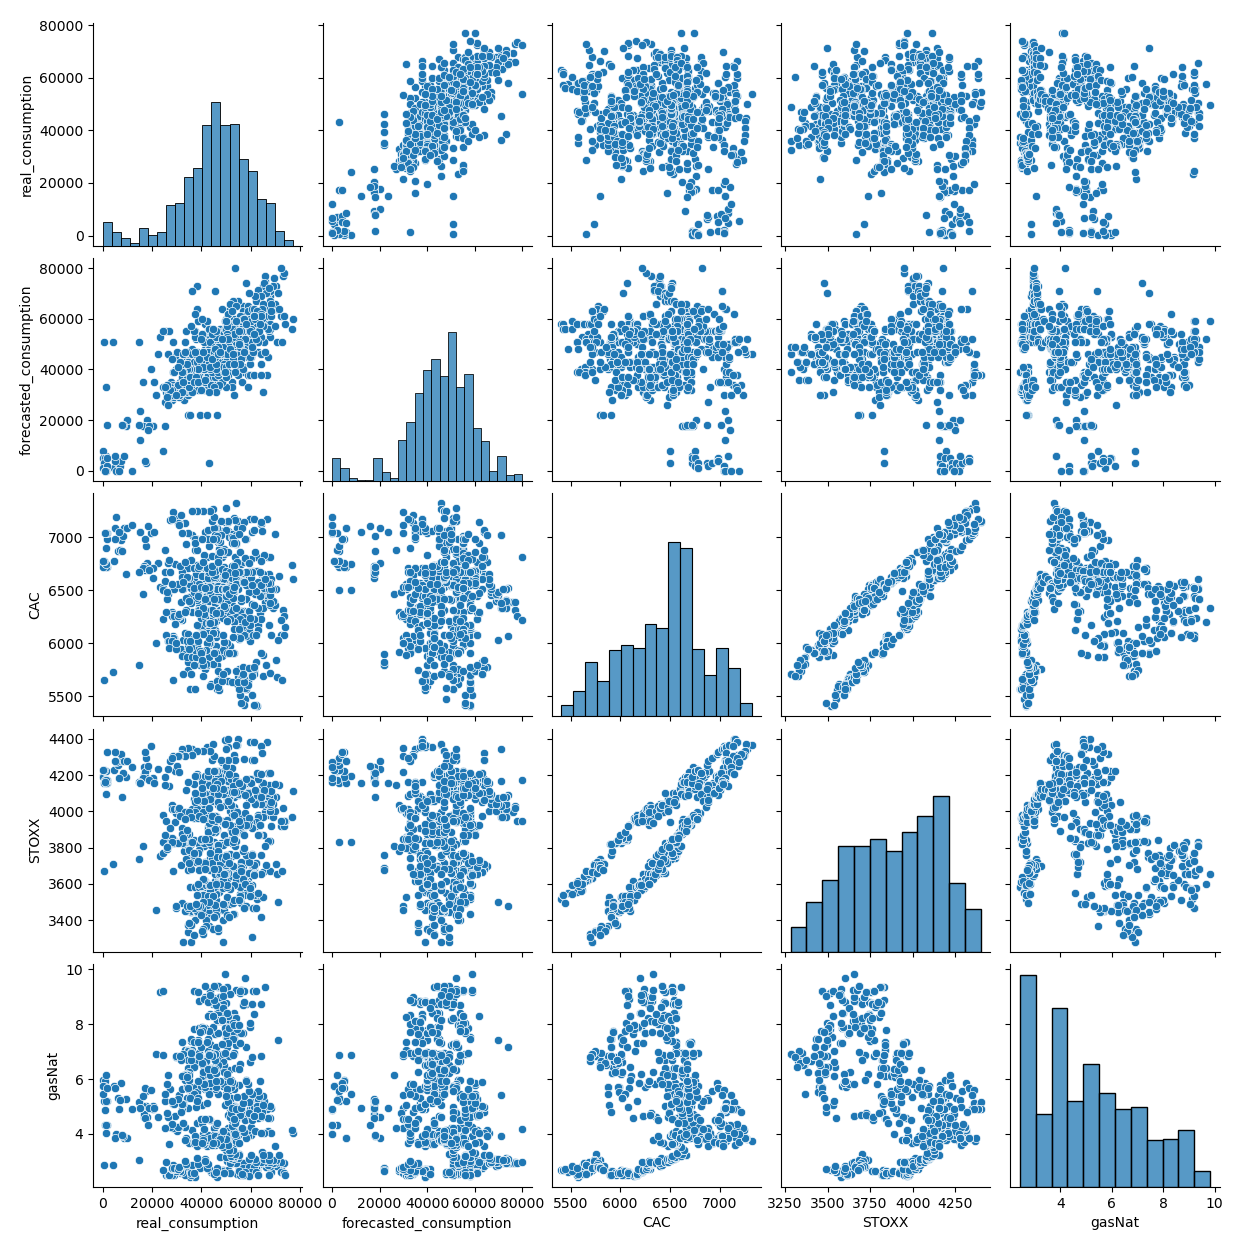 80000
60000
40000
20000
0
real_consumption
80000
60000
40000
20000
0
forecasted_consumption
7000
6500
6000
5500
CAC
4400
4200
4000
3800
3600
3400
STOXX
10
8
6
4
gasNat
0 20000 40000 60000 80000
real_consumption
0 20000 40000 60000 80000
forecasted_consumption
5500 6000 6500 7000
CAC
3250 3500 3750 4000 4250
STOXX
4 6 8 10
gasNat